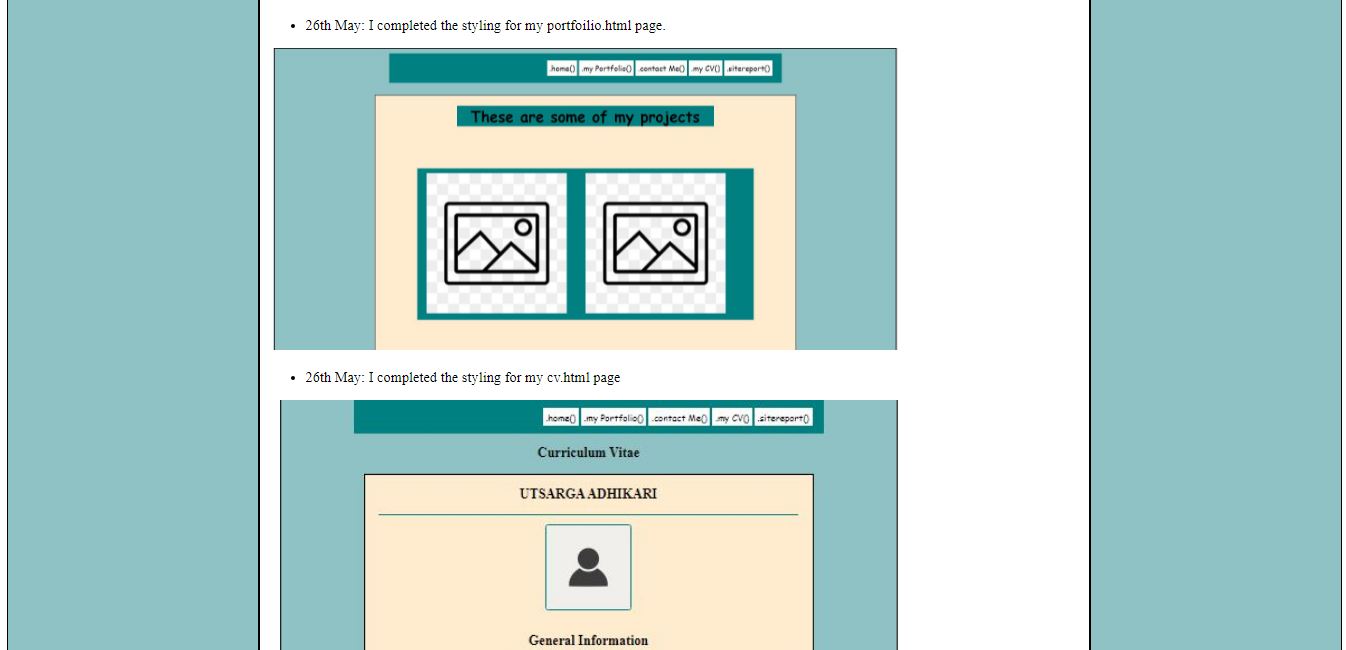 26th May: I completed the styling for my portfoilio.html page.
.home() .my Portfolio() .contact Me() .my CV() .sitereport()
These are some of my projects
26th May: I completed the styling for my cv.html page
.home() .my Portfolio() .contact Me() .my CV() .sitereport()
Curriculum Vitae
UTSARGA ADHIKARI
General Information